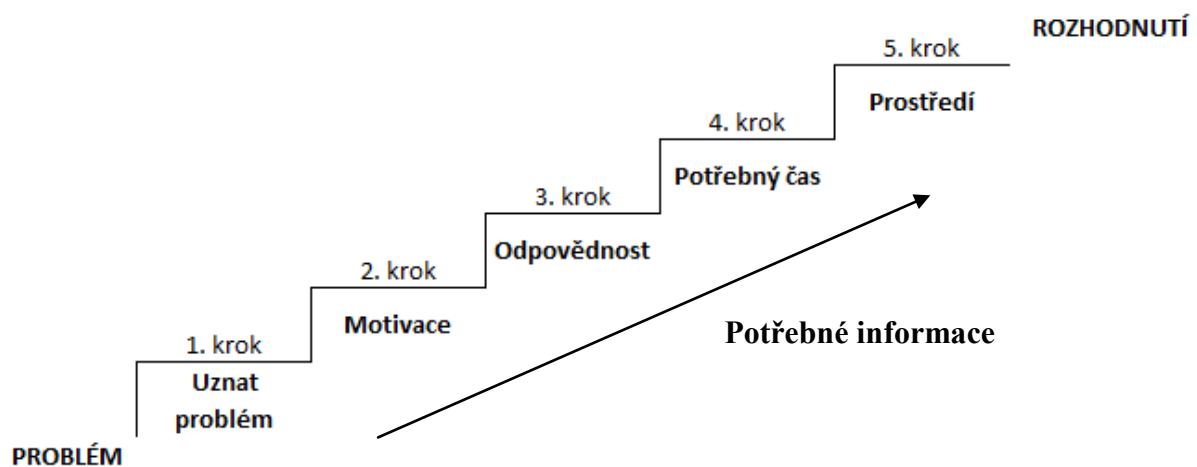 ROZHODNUTÍ
5. krok
Prostředí
4. krok
Potřebný čas
3. krok
Odpovědnost
2. krok
Motivace
Potřebné informace
1. krok
Uznat
problém
PROBLÉM